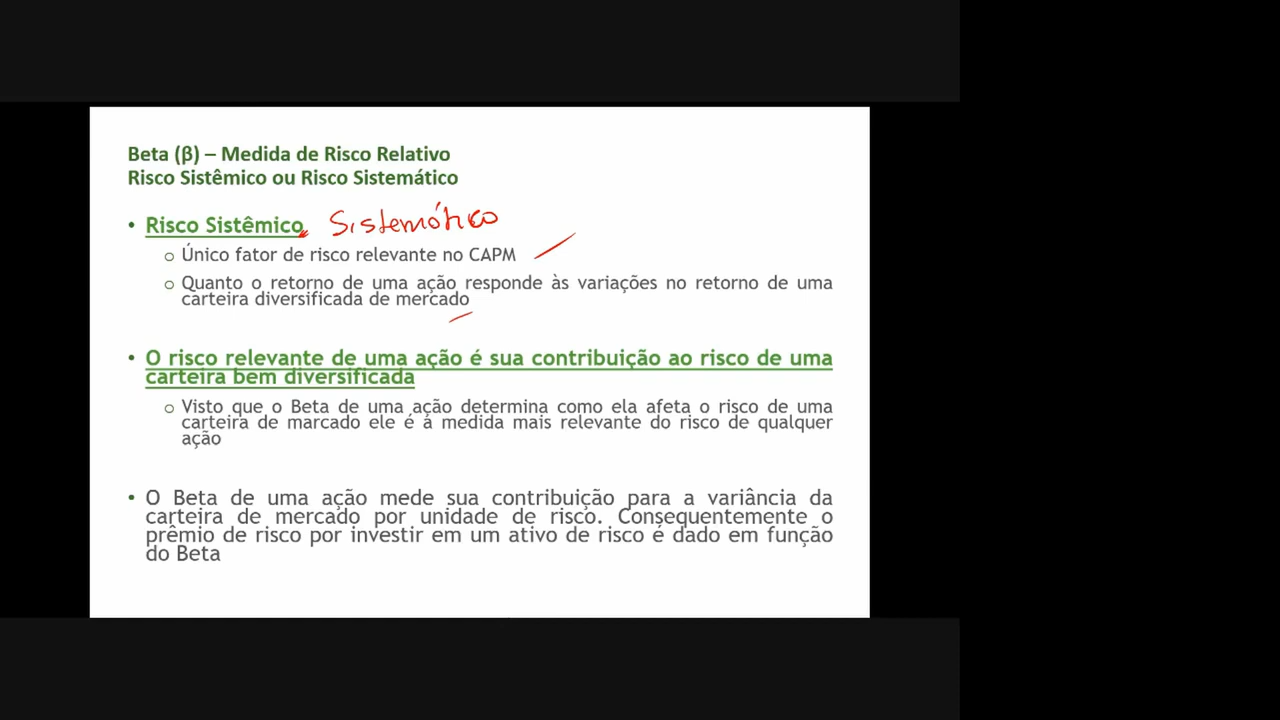 Beta (β) – Medida de Risco Relativo
Risco Sistêmico ou Risco Sistemático
• Risco Sistêmico Sistemático
o Único fator de risco relevante no CAPM
o Quanto o retorno de uma ação responde às variações no retorno de uma
carteira diversificada de mercado
• O risco relevante de uma ação é sua contribuição ao risco de uma
carteira bem diversificada
o Visto que o Beta de uma ação determina como ela afeta o risco de uma
carteira de marcado ele é a medida mais relevante do risco de qualquer
ação
• O Beta de uma ação mede sua contribuição para a variância da
carteira de mercado por unidade de risco. Consequentemente o
prêmio de risco por investir em um ativo de risco é dado em função
do Beta